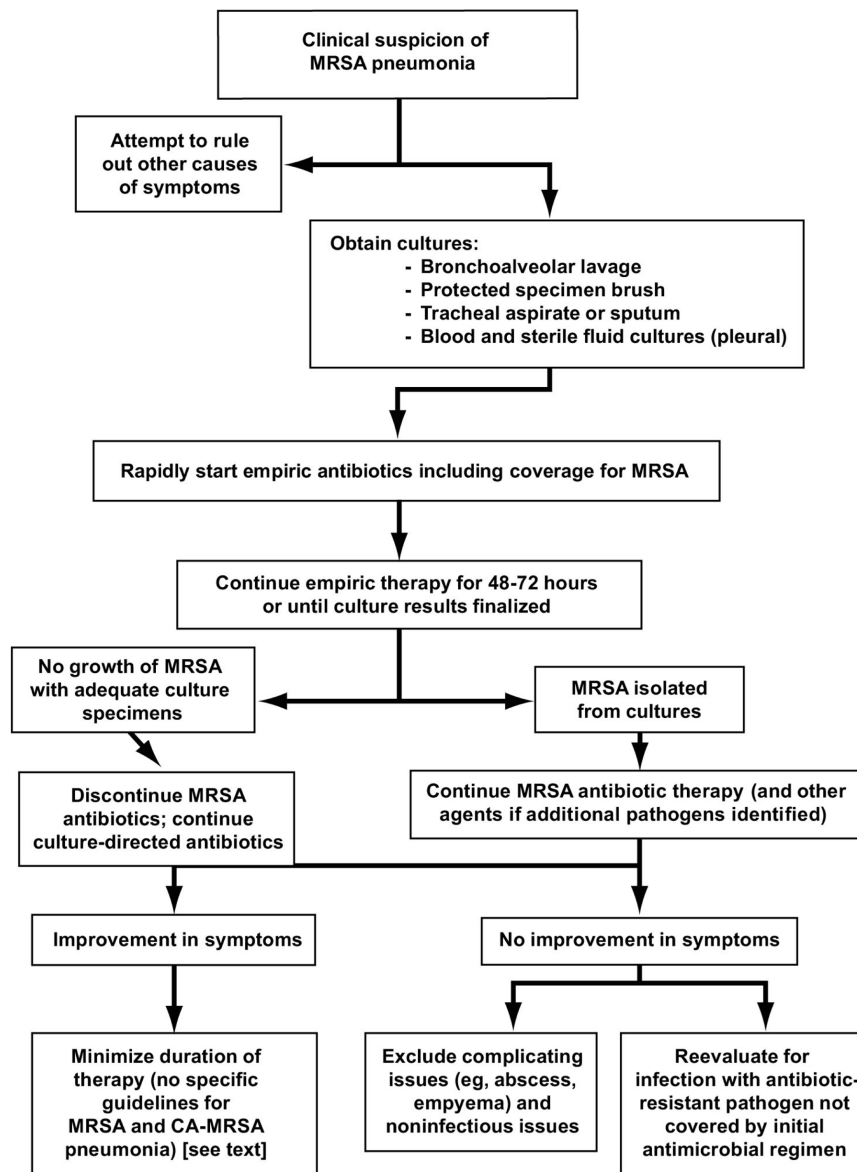 Clinical suspicion of
MRSA pneumonia
Attempt to rule
out other causes
of symptoms
Obtain cultures:
- Bronchoalveolar lavage
- Protected specimen brush
- Tracheal aspirate or sputum
- Blood and sterile fluid cultures (pleural)
Rapidly start empiric antibiotics including coverage for MRSA
Continue empiric therapy for 48-72 hours
or until culture results finalized
No growth of MRSA
with adequate culture
specimens
MRSA isolated
from cultures
Discontinue MRSA
antibiotics; continue
culture-directed antibiotics
Continue MRSA antibiotic therapy (and other
agents if additional pathogens identified)
Improvement in symptoms
No improvement in symptoms
Minimize duration of
therapy (no specific
guidelines for
MRSA and CA-MRSA
pneumonia) [see text]
Exclude complicating
issues (eg, abscess,
empyema) and
noninfectious issues
Reevaluate for
infection with antibiotic-
resistant pathogen not
covered by initial
antimicrobial regimen